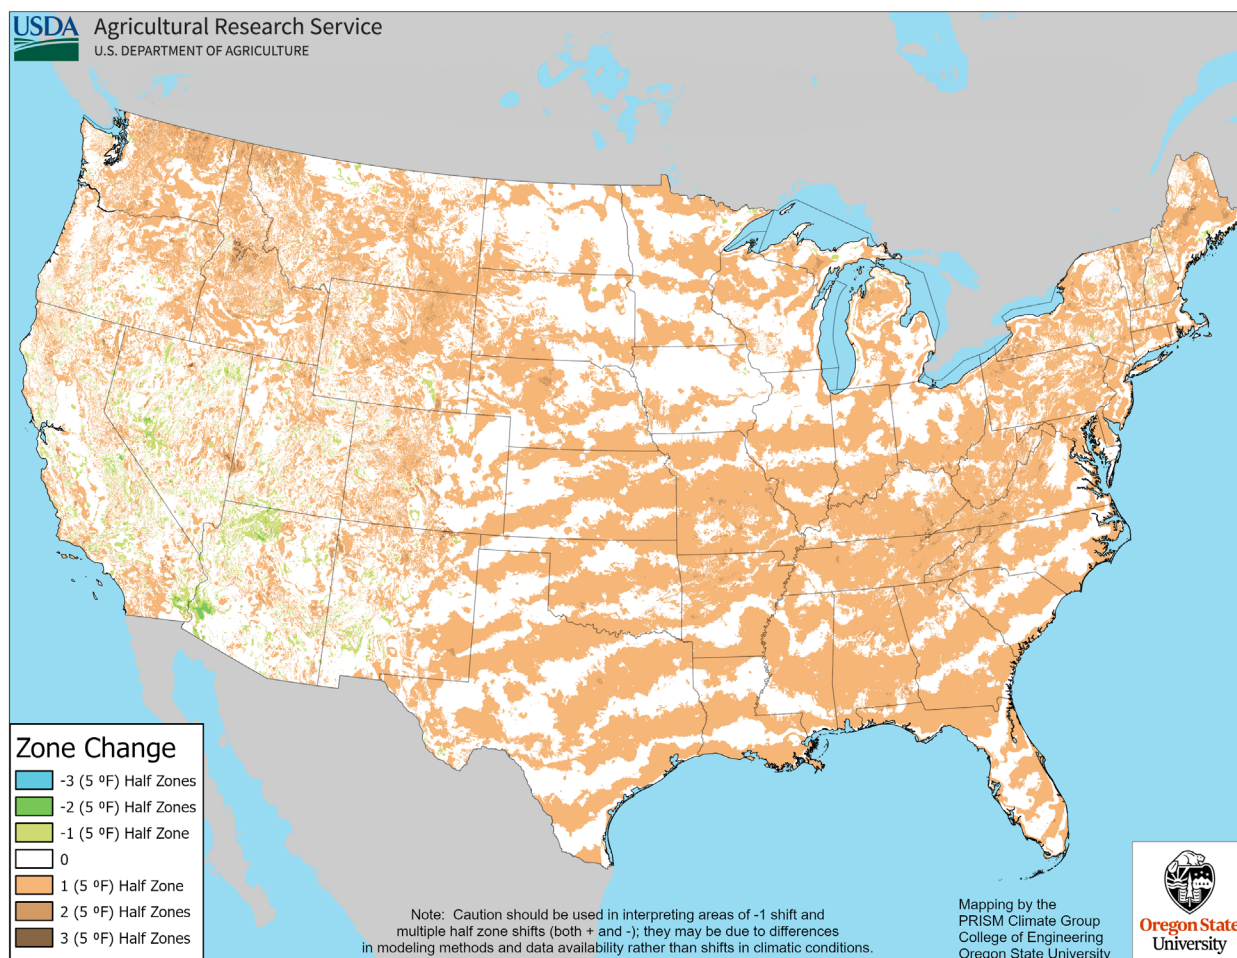 USDA
Agricultural Research Service
U.S. DEPARTMENT OF AGRICULTURE
Zone Change
-3 (5 ºF) Half Zones
-2 (5 ºF) Half Zones
-1 (5 ºF) Half Zone
0
1 (5 ºF) Half Zone
2 (5 ºF) Half Zones
3 (5 ºF) Half Zones
Note: Caution should be used in interpreting areas of -1 shift and
multiple half zone shifts (both + and -); they may be due to differences
in modeling methods and data availability rather than shifts in climatic conditions.
Mapping by the
PRISM Climate Group
College of Engineering
Oregon State University
Oregon State
University